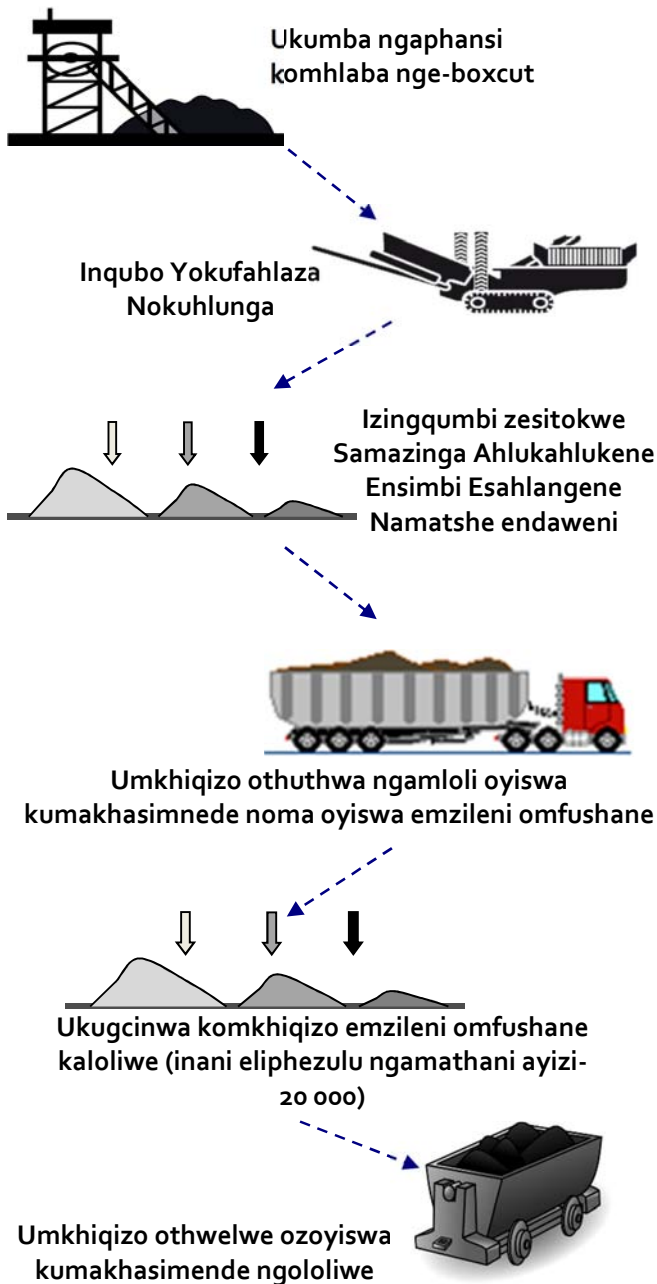 Ukumba ngaphansi
komhlaba nge-boxcut
Inqubo Yokufahlaza
Nokuhlunga
Izingqumbi zesitokwe
Samazinga Ahlukahlukene
Ensimbi Esahlangene
Namatshe endaweni
Umkhiqizo othuthwa ngamloli oyiswa
kumakhasimnede noma oyiswa emzileni omfushane
Ukugcinwa komkhiqizo emzileni omfushane
kaloliwe (inani eliphezulu ngamathani ayizi-
20 000)
Umkhiqizo othwelwe ozoyiswa
kumakhasimende ngololiwe